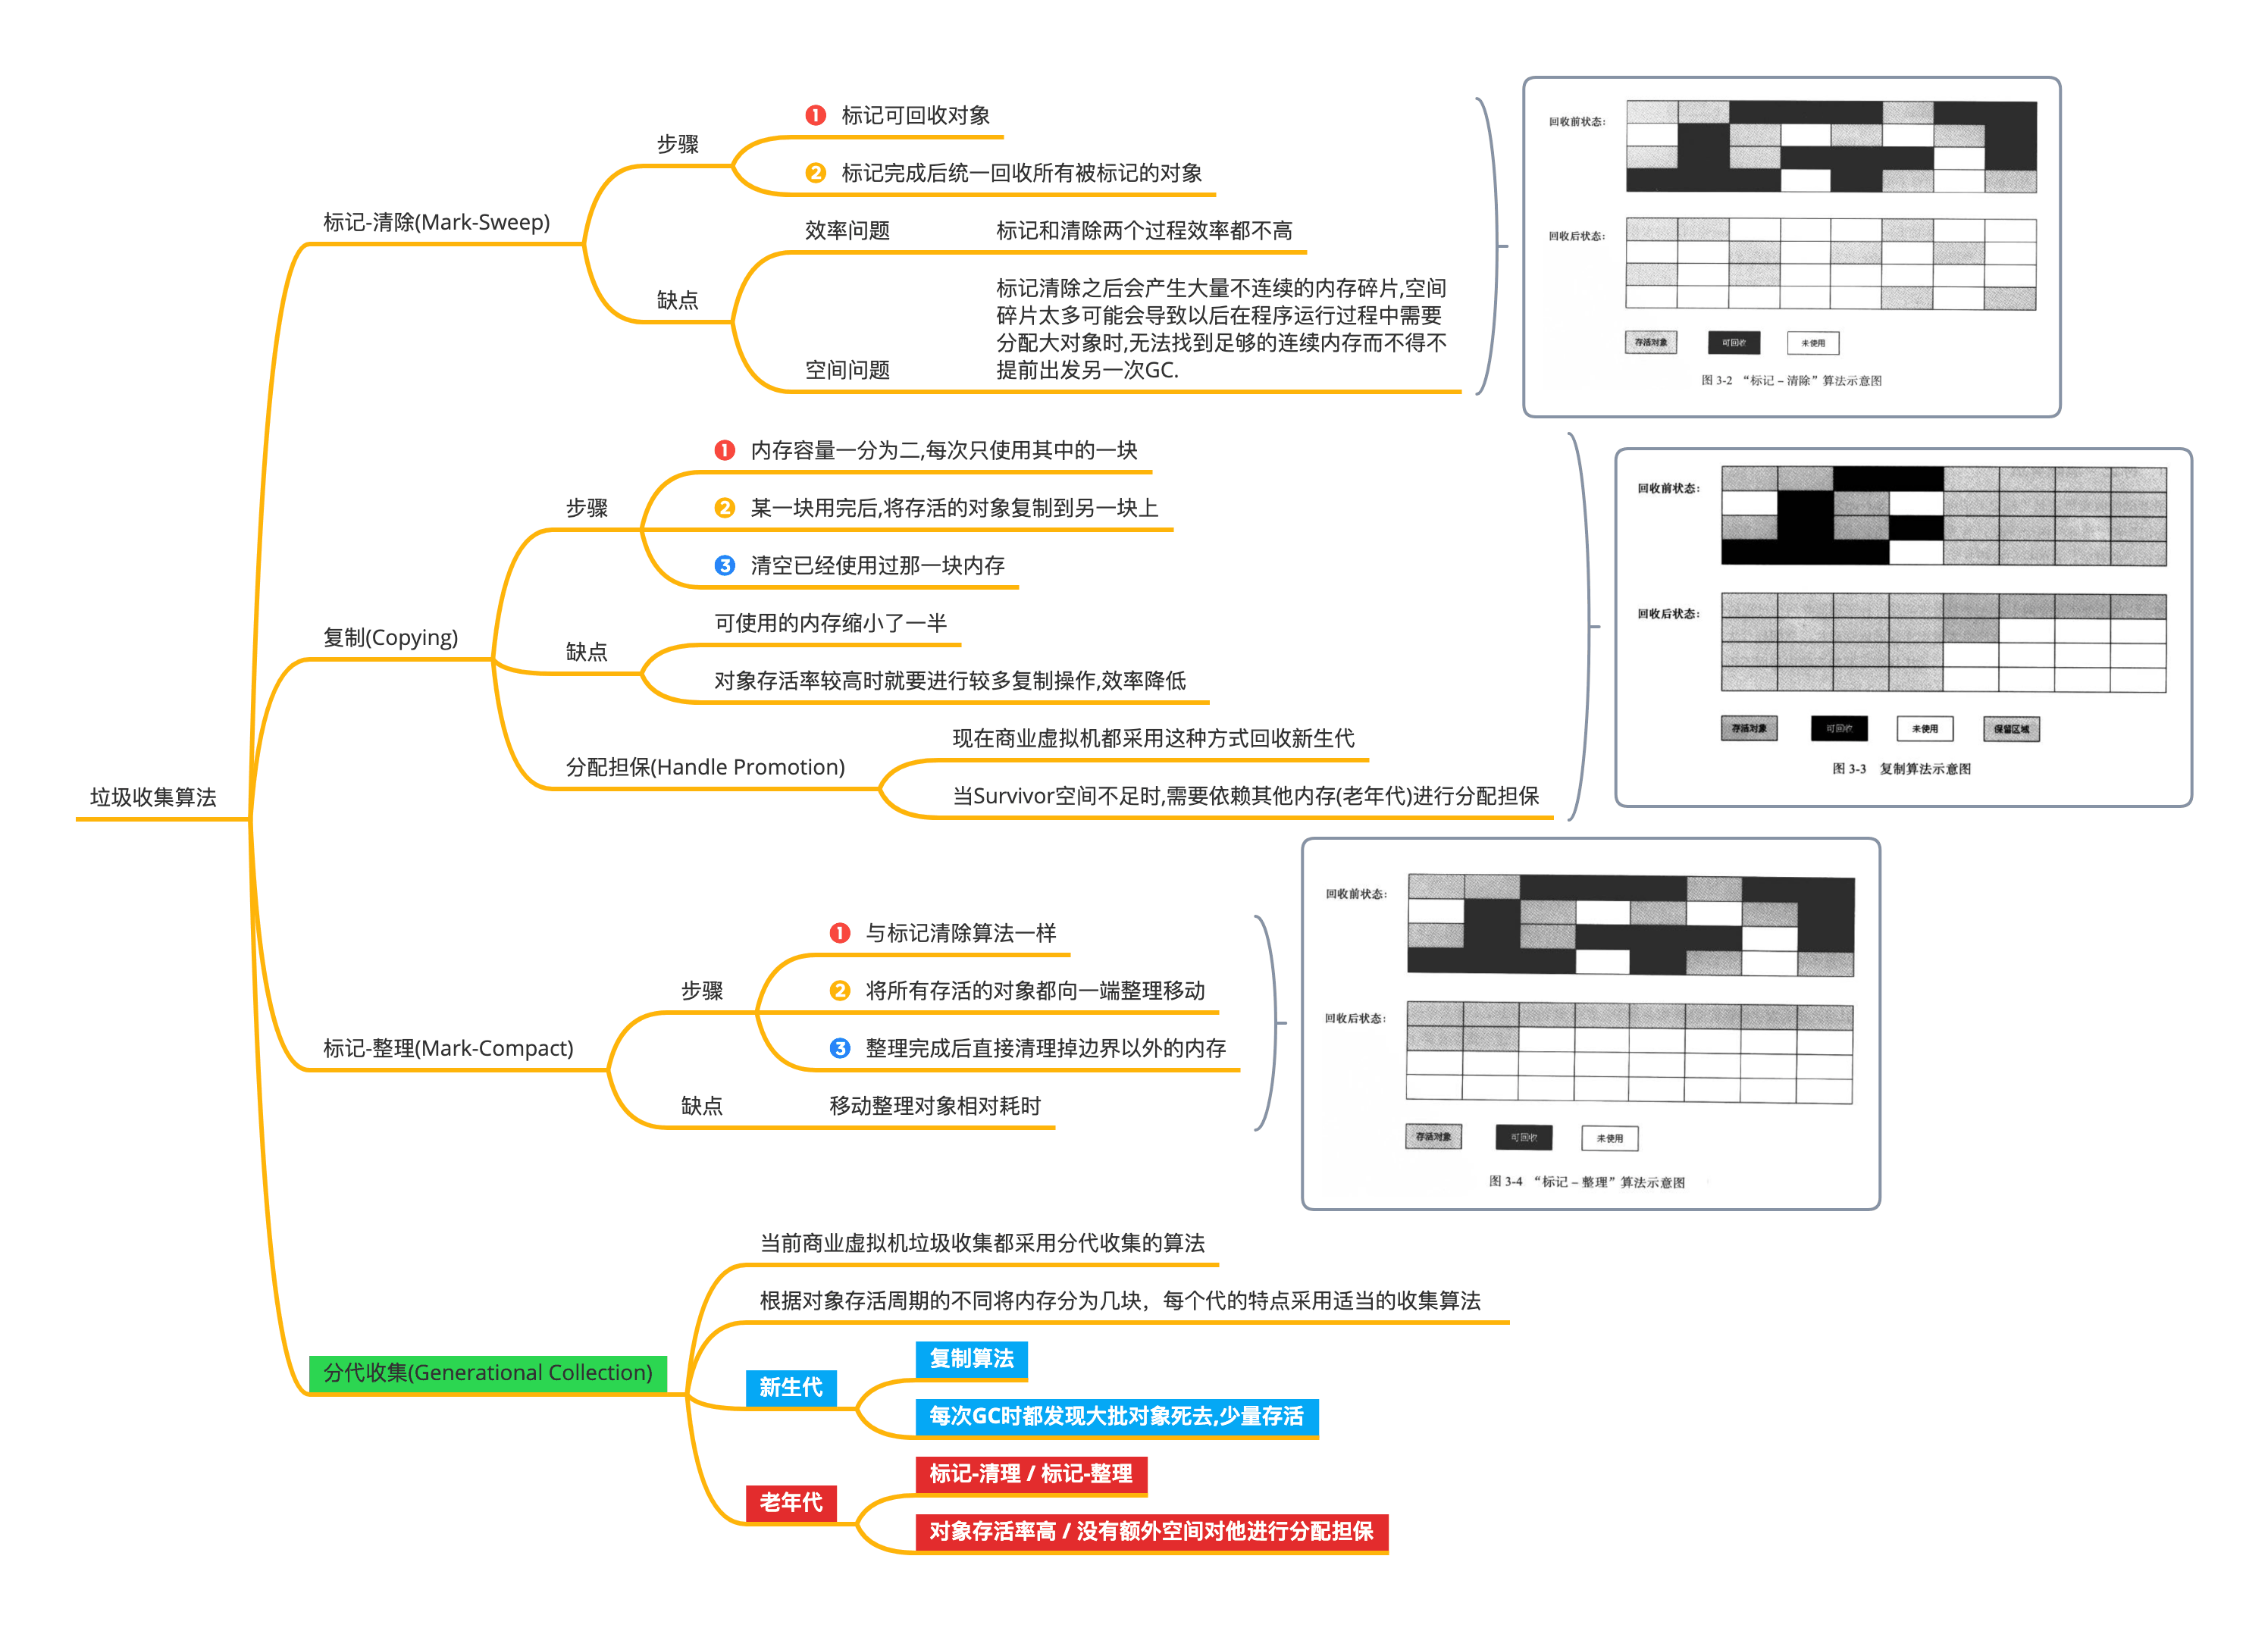 垃圾收集算法
标记-清除(Mark-Sweep)
步骤
1 标记可回收对象
2 标记完成后统一回收所有被标记的对象
缺点
效率问题
标记和清除两个过程效率都不高
空间问题
标记清除之后会产生大量不连续的内存碎片,空间
碎片太多可能会导致以后在程序运行过程中需要
分配大对象时,无法找到足够的连续内存而不得不
提前出发另一次GC.
回收前状态:
回收后状态:
存活对象
可回收
未使用
图 3-2 “标记 – 清除” 算法示意图
复制(Copying)
步骤
1 内存容量一分为二,每次只使用其中的一块
2 某一块用完后,将存活的对象复制到另一块上
3 清空已经使用过那一块内存
缺点
可使用的内存缩小了一半
对象存活率较高时就要进行较多复制操作,效率降低
分配担保(Handle Promotion)
现在商业虚拟机都采用这种方式回收新生代
当Survivor空间不足时,需要依赖其他内存(老年代)进行分配担保
回收前状态:
回收后状态:
存活对象
可回收
未使用
保留区域
图 3-3 复制算法示意图
标记-整理(Mark-Compact)
步骤
1 与标记清除算法一样
2 将所有存活的对象都向一端整理移动
3 整理完成后直接清理掉边界以外的内存
缺点
移动整理对象相对耗时
回收前状态:
回收后状态:
存活对象
可回收
未使用
图 3-4 “标记 – 整理” 算法示意图
分代收集(Generational Collection)
当前商业虚拟机垃圾收集都采用分代收集的算法
根据对象存活周期的不同将内存分为几块，每个代的特点采用适当的收集算法
新生代
复制算法
每次GC时都发现大批对象死去,少量存活
老年代
标记-清理 / 标记-整理
对象存活率高 / 没有额外空间对他进行分配担保